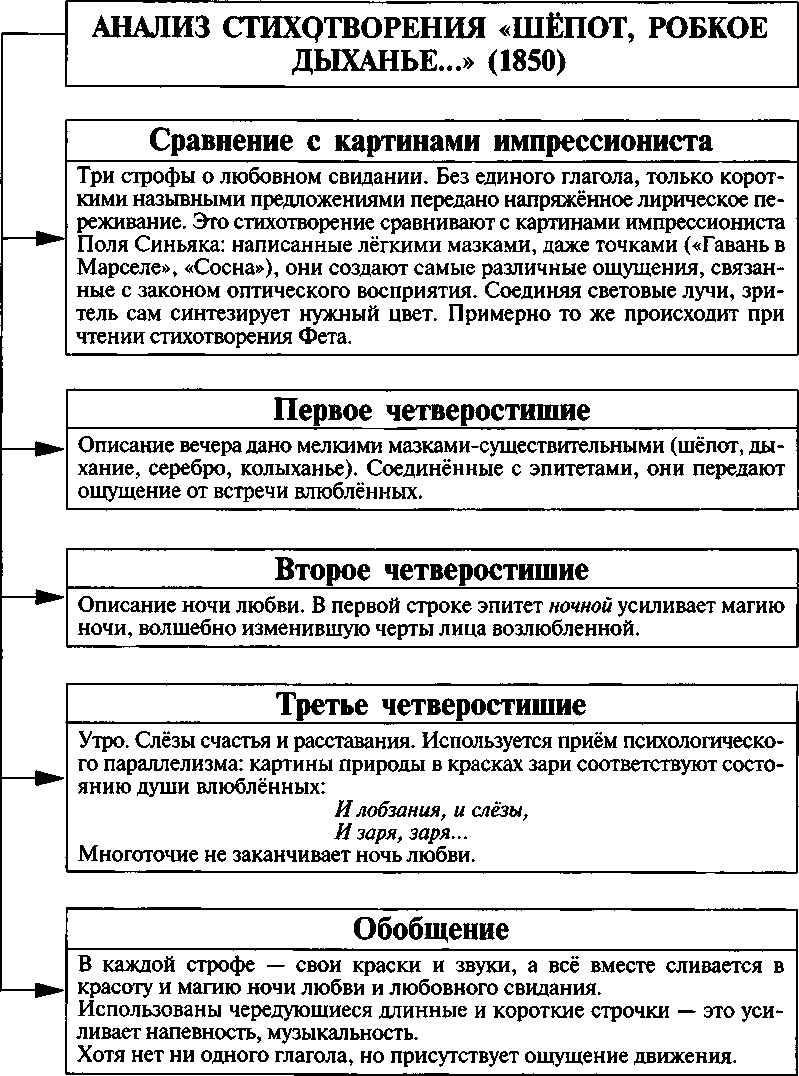 АНАЛИЗ СТИХОТВОРЕНИЯ «ШЁПОТ, РОБКОЕ
ДЫХАНЬЕ...» (1850)
Сравнение с картинами импрессиониста
Три строфы о любовном свидании. Без единого глагола, только корот-
кими назывными предложениями передано напряжённое лирическое пе-
реживание. Это стихотворение сравнивают с картинами импрессиониста
Поля Синьяка: написанные лёгкими мазками, даже точками («Гавань в
Марселе», «Сосна»), они создают самые различные ощущения, связан-
ные с законом оптического восприятия. Соединяя световые лучи, зри-
тель сам синтезирует нужный цвет. Примерно то же происходит при
чтении стихотворения Фета.
Первое четверостишие
Описание вечера дано мелкими мазками-существительными (шёпот, ды-
хание, серебро, колыханье). Соединённые с эпитетами, они передают
ощущение от встречи влюблённых.
Второе четверостишие
Описание ночи любви. В первой строке эпитет ночной усиливает магию
ночи, волшебно изменившую черты лица возлюбленной.
Третье четверостишие
Утро. Слёзы счастья и расставания. Используется приём психологическо-
го параллелизма: картины природы в красках зари соответствуют состо-
янию души влюблённых:
И лобзания, и слёзы,
И заря, заря...
Многоточие не заканчивает ночь любви.
Обобщение
В каждой строфе — свои краски и звуки, а всё вместе сливается в
красоту и магию ночи любви и любовного свидания.
Использованы чередующиеся длинные и короткие строчки — это уси-
ливает напевность, музыкальность.
Хотя нет ни одного глагола, но присутствует ощущение движения.